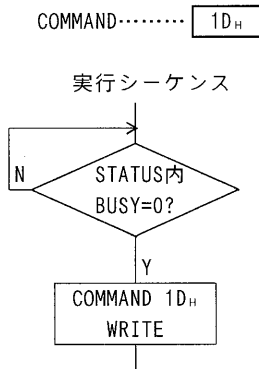 COMMAND········· 1DH
実行シーケンス
N
STATUS内
BUSY=0?
Y
COMMAND 1DH
WRITE